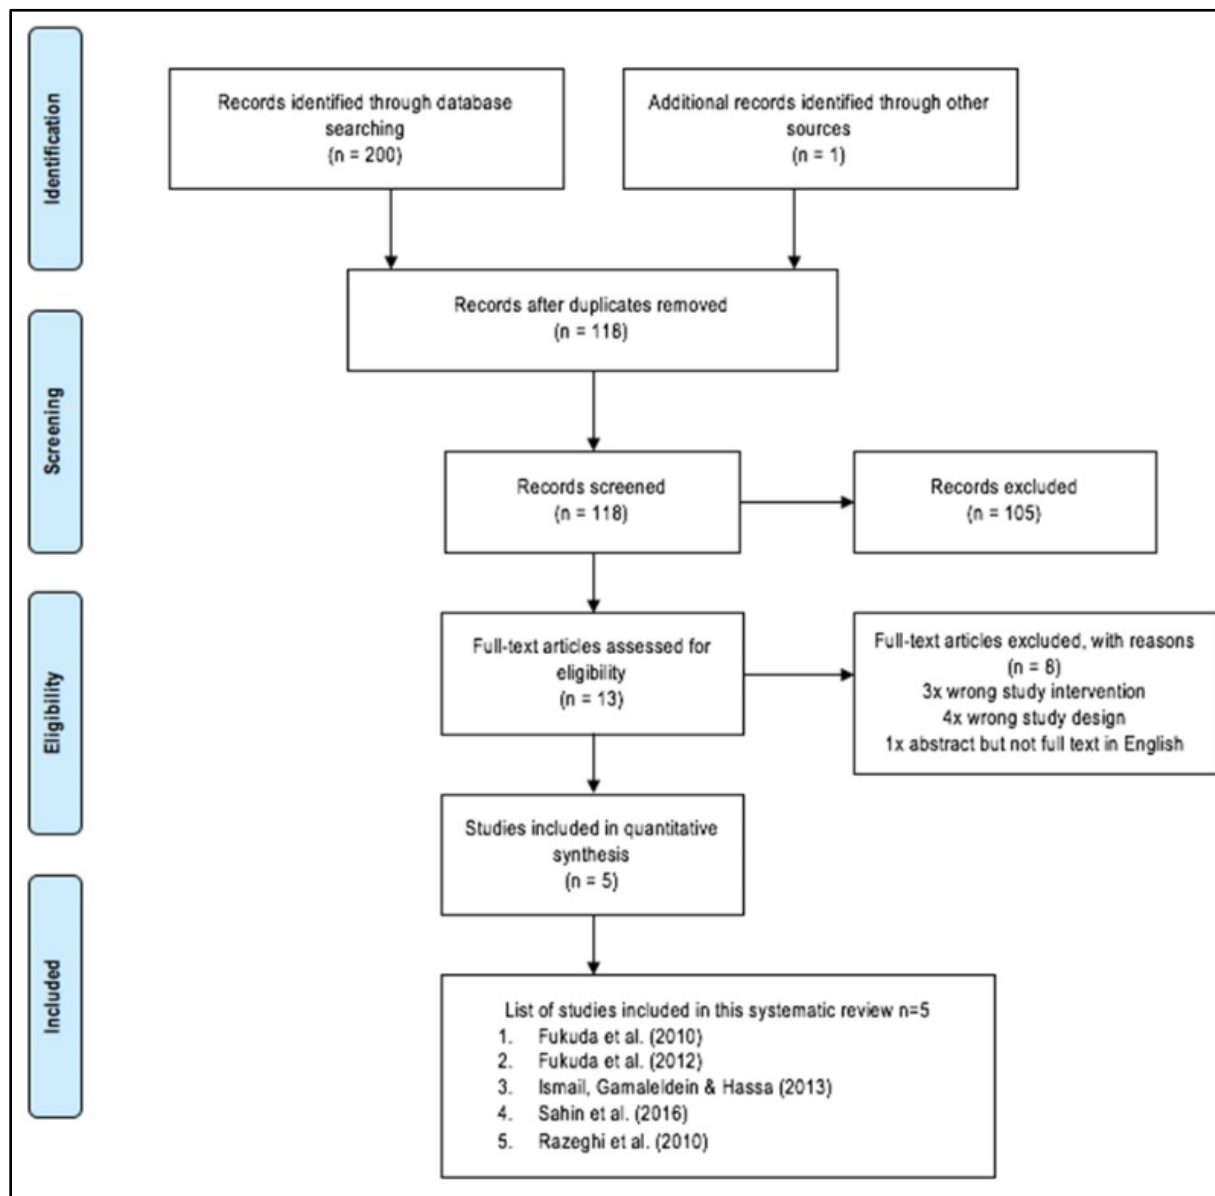 Identification
Records identified through database
searching
(n = 200)
Additional records identified through other
sources
(n = 1)
Records after duplicates removed
(n = 118)
Screening
Records screened
(n = 118)
Records excluded
(n = 105)
Eligibility
Full-text articles assessed for
eligibility
(n = 13)
Full-text articles excluded, with reasons
(n = 8)
3x wrong study intervention
4x wrong study design
1x abstract but not full text in English
Studies included in quantitative
synthesis
(n = 5)
Included
List of studies included in this systematic review n=5
1. Fukuda et al. (2010)
2. Fukuda et al. (2012)
3. Ismail, Gamaleldein & Hassa (2013)
4. Sahin et al. (2016)
5. Razeghi et al. (2010)